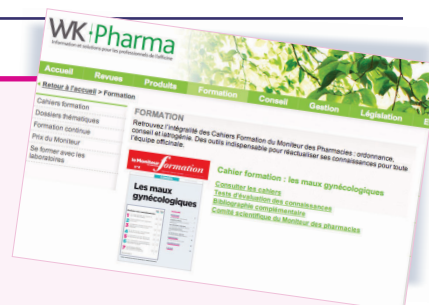 WK Pharma
Information et solutions pour les professionnels de l'officine
Accueil Revues Produits Formation Conseil Gestion Législation
< Retour à l'accueil > Formation
Cahiers formation
Dossiers thématiques
Formation continue
Prix du Moniteur
Se former avec les
laboratoires
FORMATION
Retrouvez l'intégralité des Cahiers Formation du Moniteur des Pharmacies : ordonnance,
conseil et iatrogénie. Des outils indispensable pour réactualiser ses connaissances pour toute
l'équipe officinale.
le Moniteur
formation
Les maux
gynécologiques
Cahier formation : les maux gynécologiques
Consulter les cahiers
Tests d'évaluation des connaissances
Bibliographie complémentaire
Comité scientifique du Moniteur des pharmacies